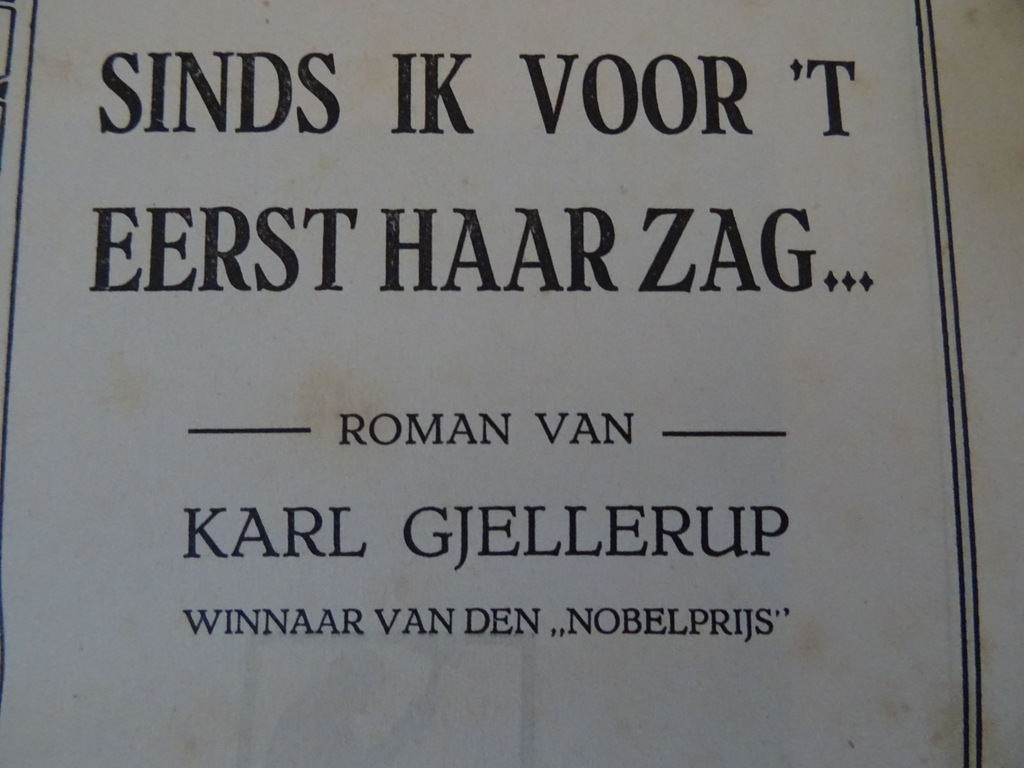 SINDS IK VOOR 'T
EERST HAAR ZAG...
ROMAN VAN
KARL GJELLERUP
WINNAAR VAN DEN „NOBELPRIJS”